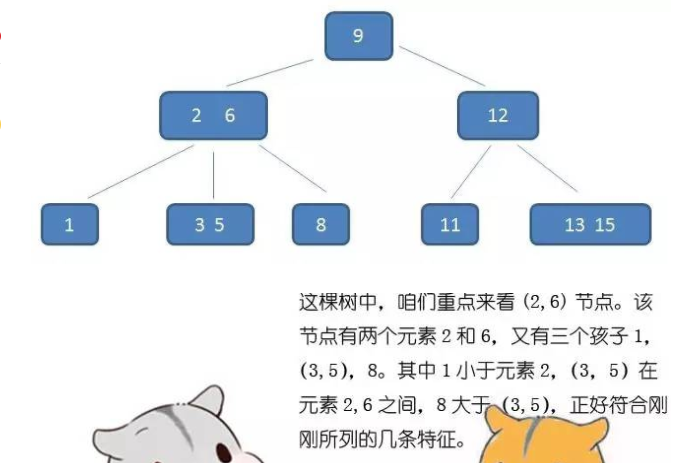 9
2 6
12
1
3 5
8
11
13 15
这棵树中，咱们重点来看（2,6）节点。该
节点有两个元素 2 和 6，又有三个孩子 1，
(3,5)，8。其中 1 小于元素 2，（3，5）在
元素 2,6 之间，8 大于（3,5)，正好符合刚
刚所列的几条特征。